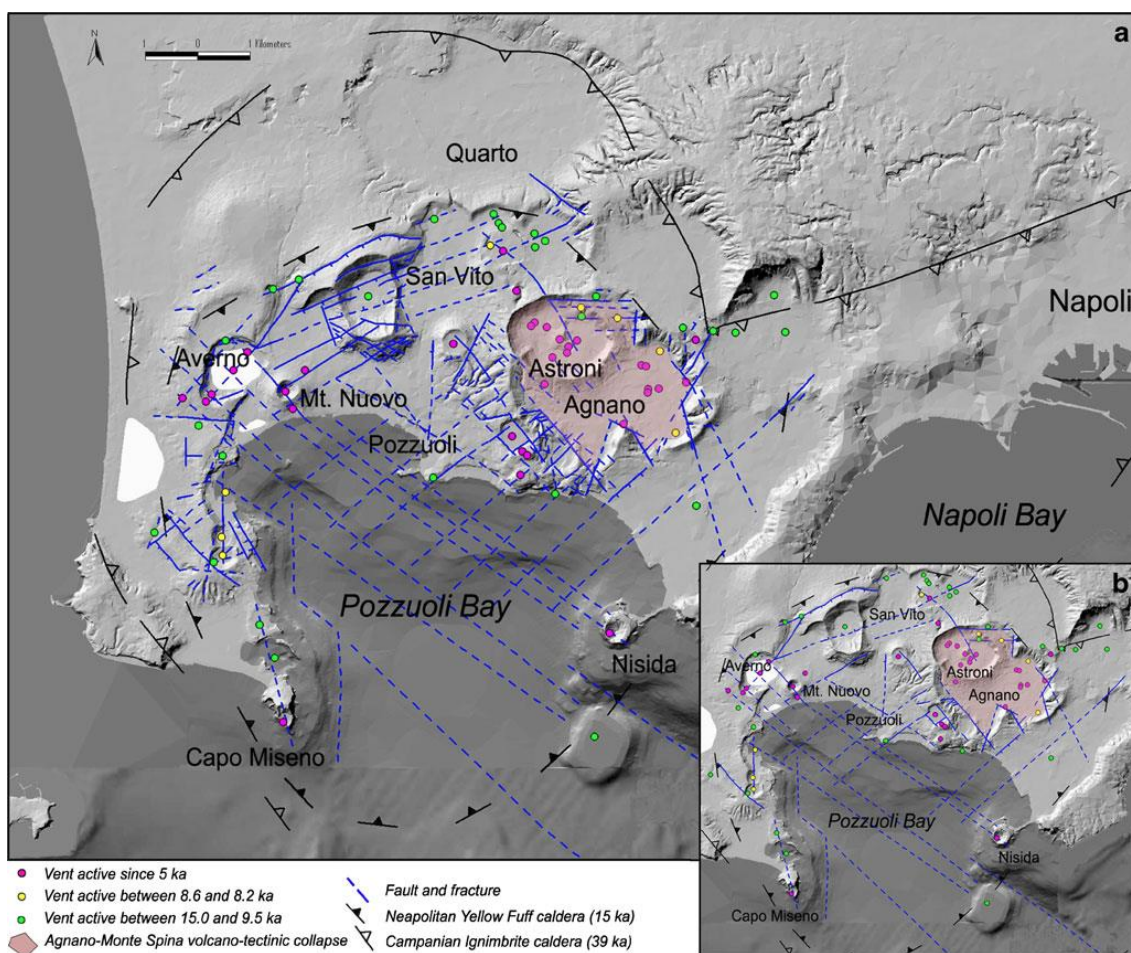 a
N
1 0 1 Kilometers
Quarto
San Vito
Napoli
Averno
Astroni
Mt. Nuovo
Agnano
Pozzuoli
Napoli Bay
Pozzuoli Bay
Nisida
Capo Miseno
b
San Vito
Averno
Astroni
Mt. Nuovo
Agnano
Pozzuoli
Pozzuoli Bay
Nisida
Capo Miseno
Vent active since 5 ka
Vent active between 8.6 and 8.2 ka
Vent active between 15.0 and 9.5 ka
Agnano-Monte Spina volcano-tectinic collapse
Fault and fracture
Neapolitan Yellow Fuff caldera (15 ka)
Campanian Ignimbrite caldera (39 ka)